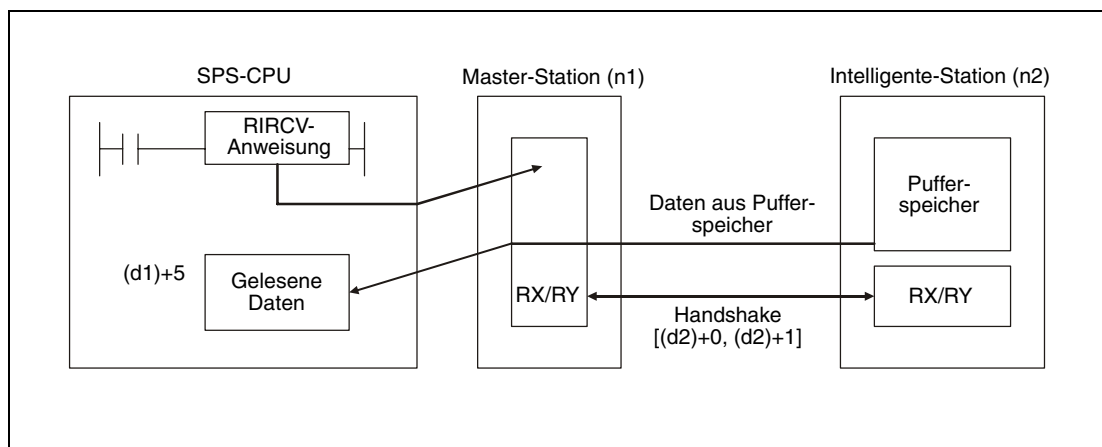 SPS-CPU
Master-Station (n1)
Intelligente-Station (n2)
RIRCV-
Anweisung
Puffer-
speicher
Daten aus Puffer-
speicher
(d1)+5
Gelesene
Daten
RX/RY
RX/RY
Handshake
[(d2)+0, (d2)+1]